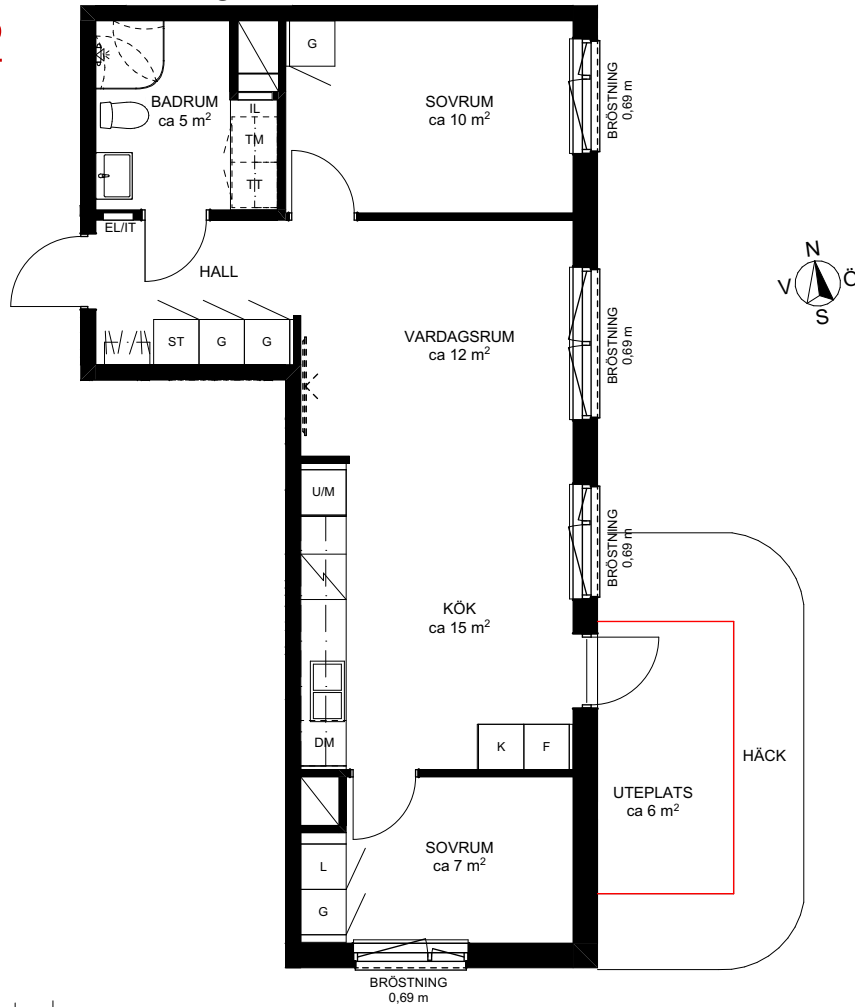 G
BADRUM
ca 5 m²
SOVRUM
ca 10 m²
BRÖSTNING
0,69 m
IL
TM
TT
EL/IT
HALL
N
V
Ö
S
ST
G
G
VARDAGSRUM
ca 12 m²
BRÖSTNING
0,69 m
U/M
BRÖSTNING
0,69 m
KÖK
ca 15 m²
DM
K
F
HÄCK
UTEPLATS
ca 6 m²
SOVRUM
ca 7 m²
L
G
BRÖSTNING
0,69 m